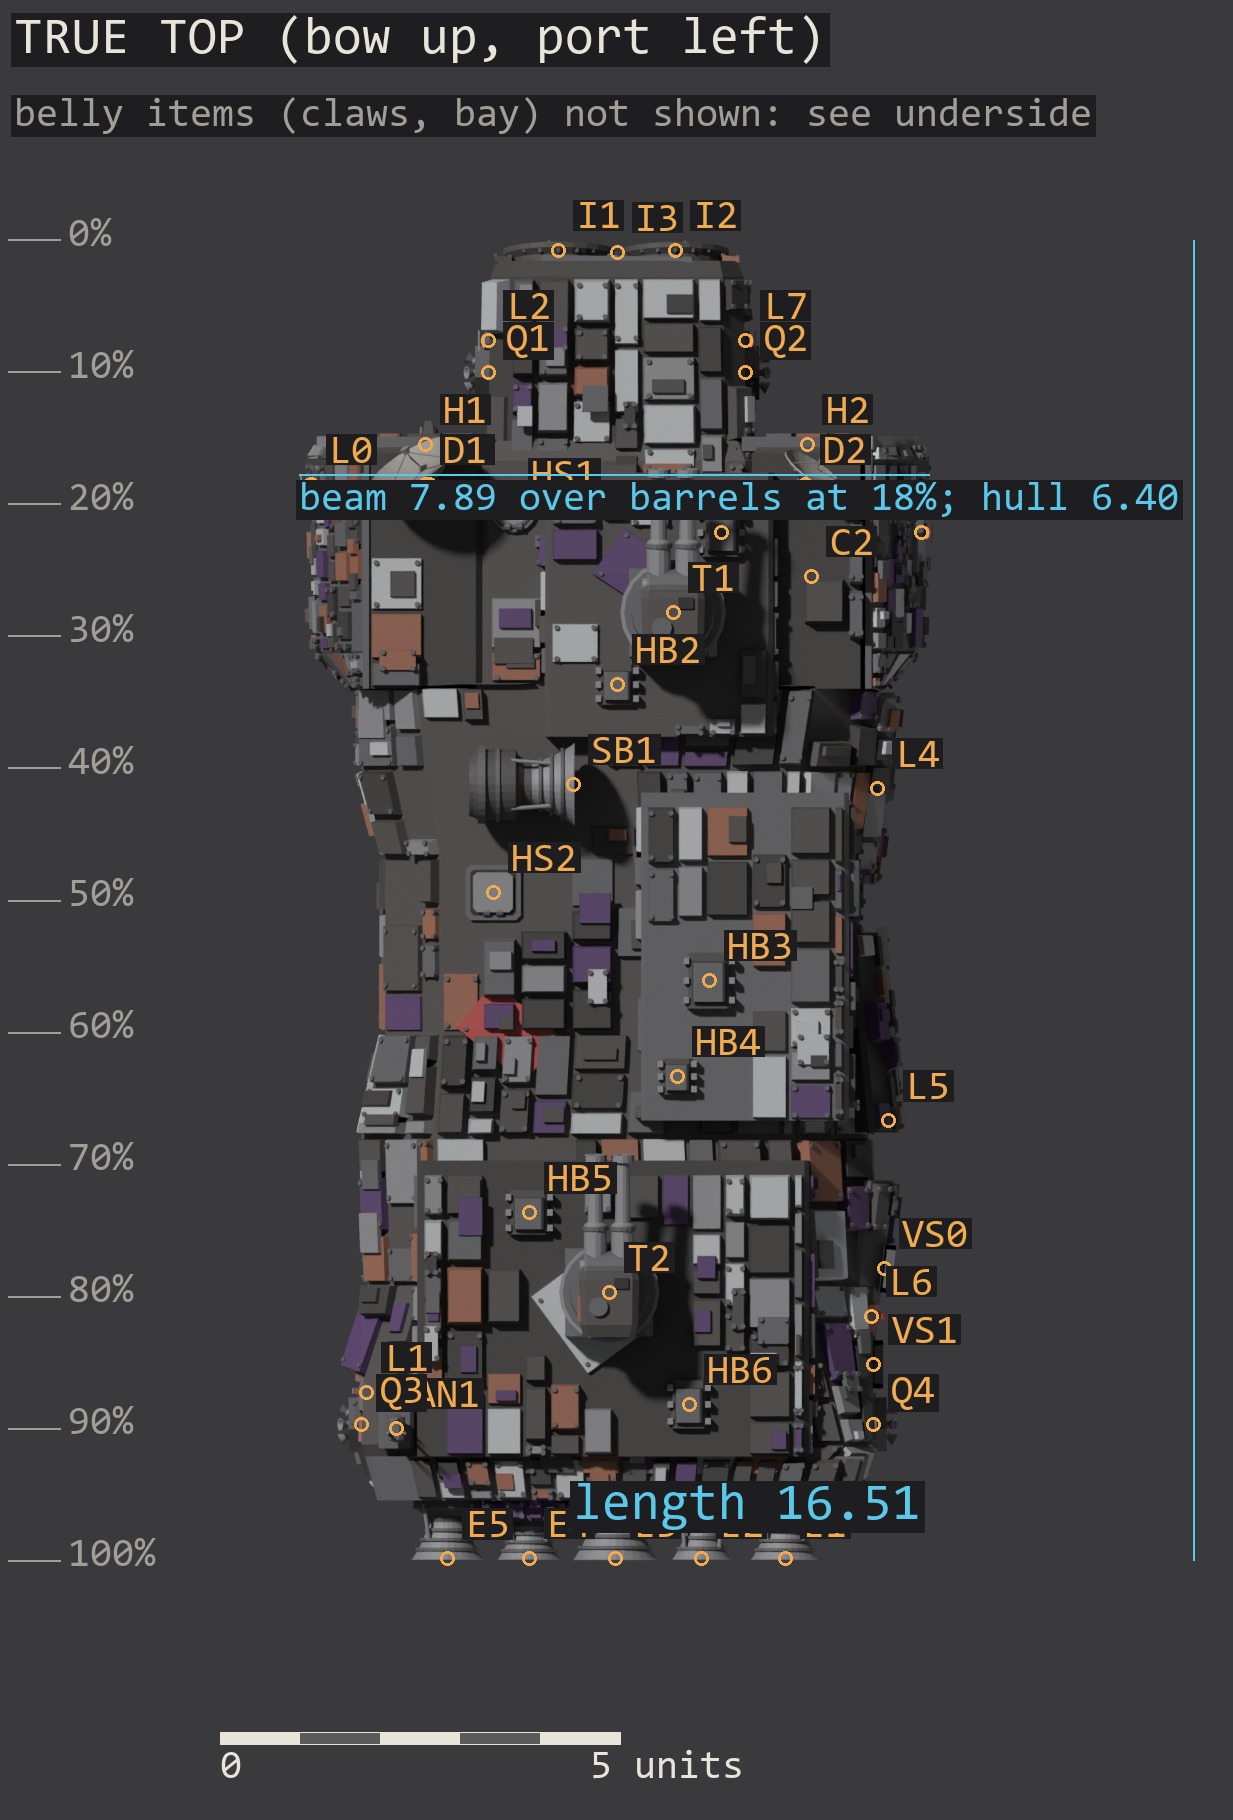 TRUE TOP (bow up, port left)
belly items (claws, bay) not shown: see underside
I1 I3 I2
0%
L2 L7
Q1 Q2
10%
H1 H2
L0 D1 D2
HS1
20%
beam 7.89 over barrels at 18%; hull 6.40
C2
T1
30%
HB2
40%
SB1 L4
HS2
50%
HB3
60%
HB4
L5
70%
HB5
VS0
T2
80%
L6
VS1
L1 HB6
Q3 AN1 Q4
90%
length 16.51
E5
100%
0 5 units